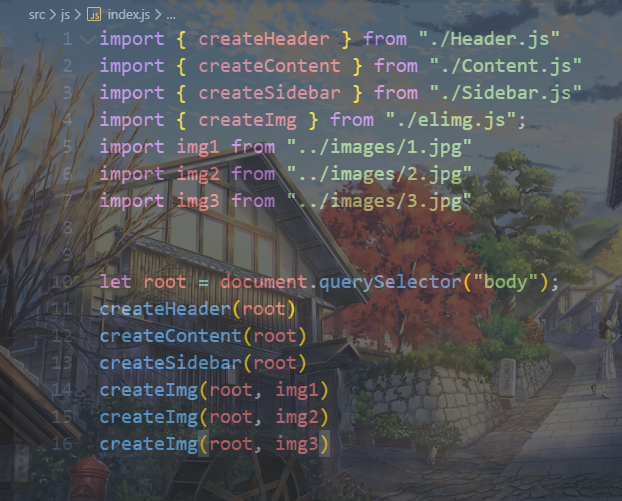 src > js > JS index.js > ...
1 import { createHeader } from "./Header.js"
2 import { createContent } from "./Content.js"
3 import { createSidebar } from "./Sidebar.js"
4 import { createImg } from "./elimg.js";
5 import img1 from "../images/1.jpg"
6 import img2 from "../images/2.jpg"
7 import img3 from "../images/3.jpg"
8
9
10 let root = document.querySelector("body");
11 createHeader(root)
12 createContent(root)
13 createSidebar(root)
14 createImg(root, img1)
15 createImg(root, img2)
16 createImg(root, img3)